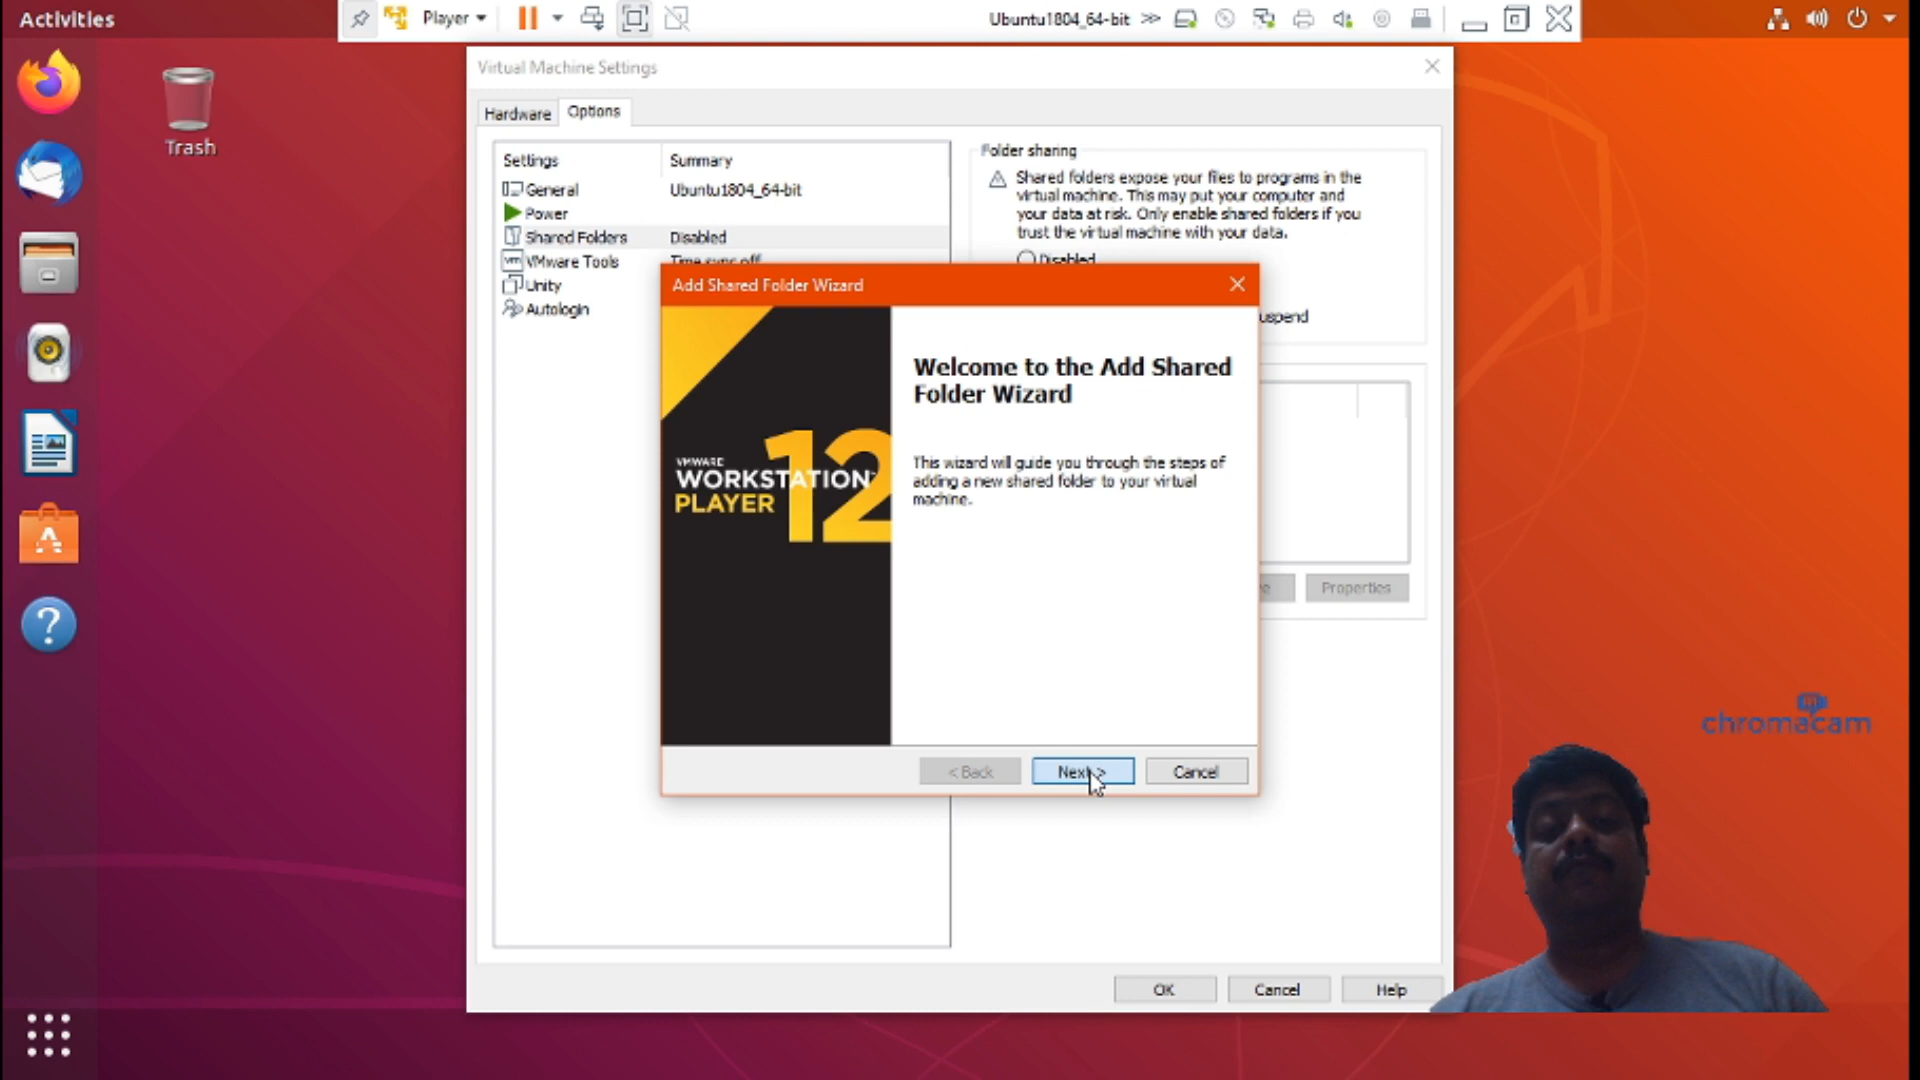 Activities
Player
Ubuntu1804_64-bit
Trash
Virtual Machine Settings
Hardware
Options
Settings
Summary
General
Ubuntu1804_64-bit
Power
Shared Folders
Disabled
VMware Tools
Time sync off
Unity
Autologin
Folder sharing
Shared folders expose your files to programs in the
virtual machine. This may put your computer and
your data at risk. Only enable shared folders if you
trust the virtual machine with your data.
Disabled
uspend
Add Shared Folder Wizard
VMWARE
WORKSTATION
PLAYER
12
Welcome to the Add Shared
Folder Wizard
This wizard will guide you through the steps of
adding a new shared folder to your virtual
machine.
< Back
Next >
Cancel
Properties
OK
Cancel
Help
chromacam